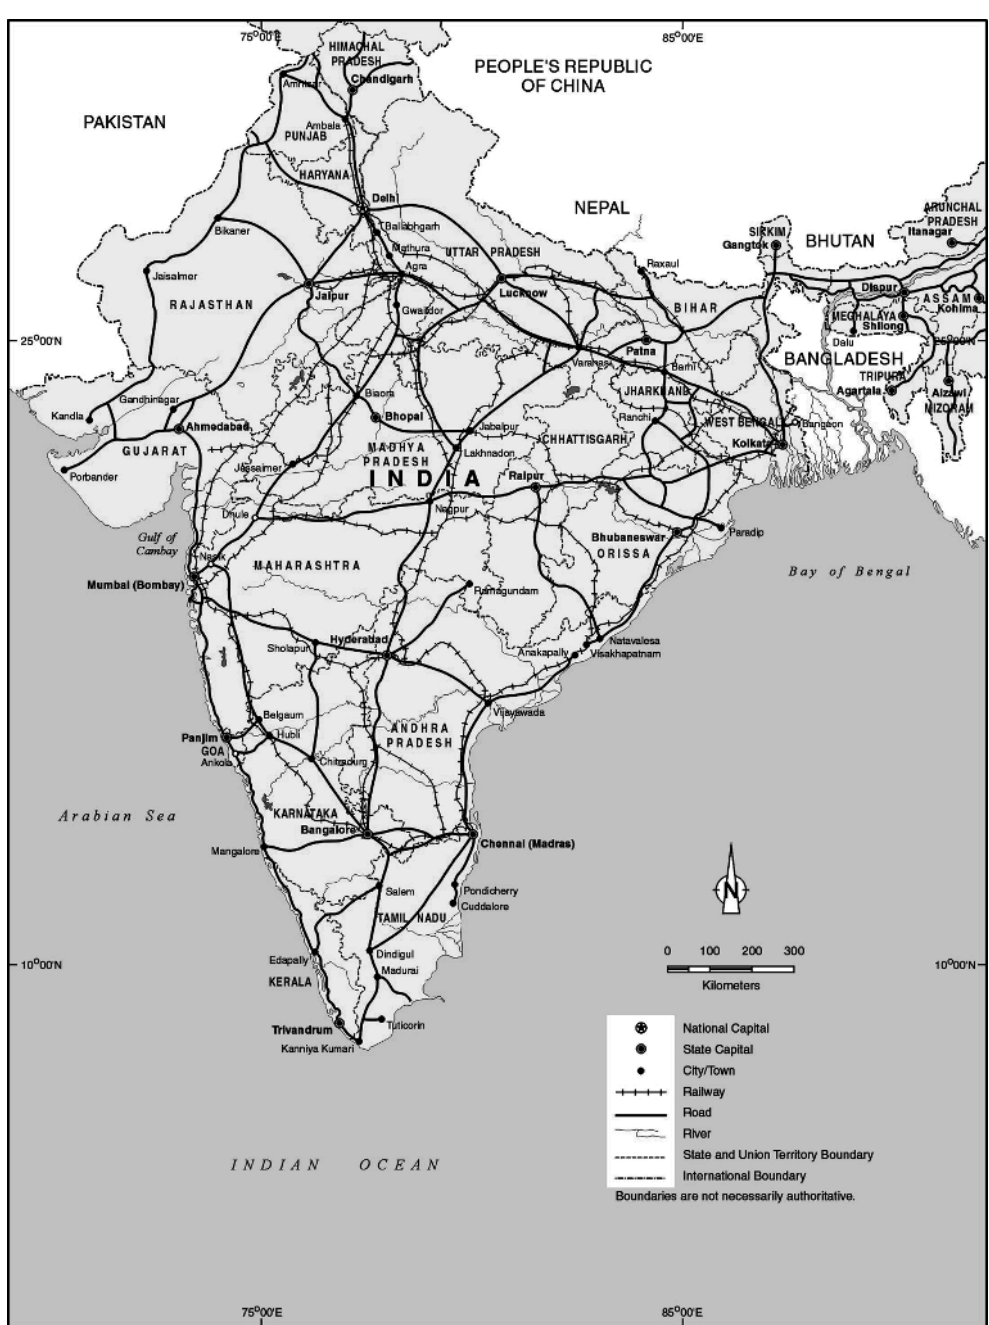 75°00'E
85°00'E
HIMACHAL
PRADESH
PEOPLE'S REPUBLIC
OF CHINA
Amritsar
Chandigarh
PAKISTAN
Ambala
PUNJAB
HARYANA
Delhi
NEPAL
ARUNCHAL
PRADESH
Itanagar
Ballabhgarh
Bikaner
Mathura
UTTAR PRADESH
SIRKIM
Gangtok
BHUTAN
Jaisalmer
Agra
Raxaul
RAJASTHAN
Jaipur
Lucknow
Dispur
ASSAM
Kohima
Gwalior
BIHAR
MEGHALAYA
Shilong
25°00'N
Patna
Dalu
25°00'N
Varanasi
Barhi
BANGLADESH
TRIPURA
Agartala
Aizawl
MIZORAM
JHARKHAND
Biaora
Gandhinagar
Kandla
Bhopal
Ranchi
WEST BENGAL
Bangaon
Ahmedabad
Jabalpur
CHHATTISGARH
Kolkata
GUJARAT
MADHYA
PRADESH
Lakhnadon
Jessalmer
Porbander
INDIA
Raipur
Nagpur
Dhule
Paradip
Bhubaneswar
ORISSA
Gulf of
Cambay
Nasik
MAHARASHTRA
Bay of Bengal
Mumbai (Bombay)
Ramagundam
Hyderabad
Sholapur
Natavalesa
Anakapally
Visakhapatnam
Vijayawada
Belgaum
ANDHRA
PRADESH
Panjim
Hubli
GOA
Ankola
Chitradurg
Arabian Sea
KARNATAKA
Bangalore
Chennai (Madras)
Mangalore
N
Salem
Pondicherry
Cuddalore
TAMIL NADU
Edapally
Dindigul
10°00'N
10°00'N
Madurai
KERALA
0 100 200 300
Kilometers
Trivandrum
Tuticorin
Kanniya Kumari
National Capital
State Capital
City/Town
Railway
Road
River
State and Union Territory Boundary
International Boundary
Boundaries are not necessarily authoritative.
INDIAN OCEAN
75°00'E
85°00'E